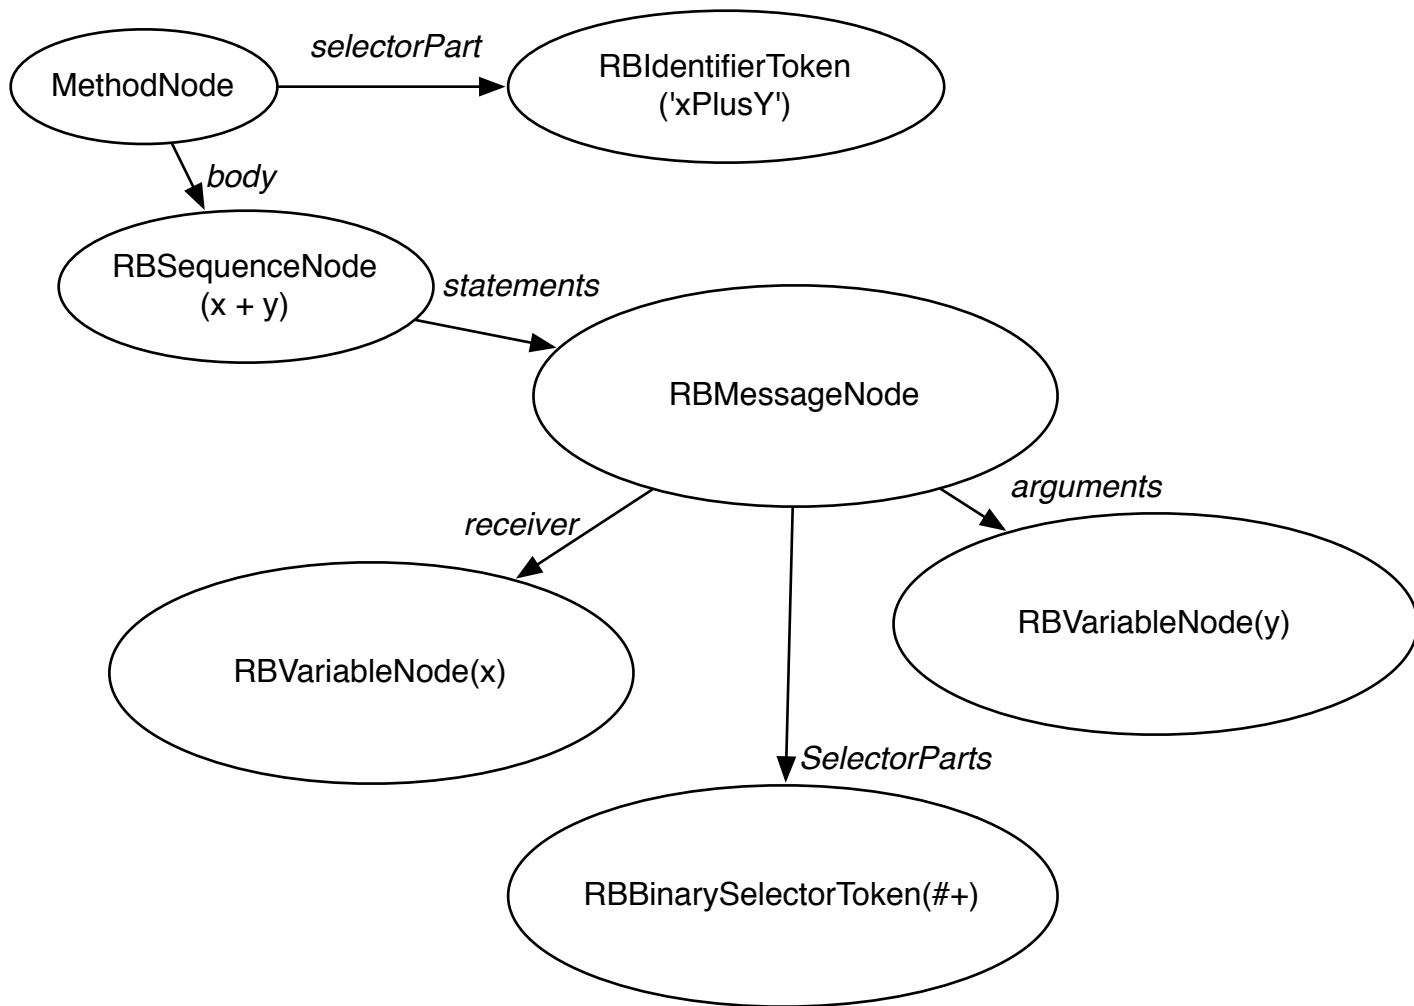 selectorPart
MethodNode
RBIdentifierToken
('xPlusY')
body
RBSequenceNode
(x + y)
statements
RBMessageNode
arguments
receiver
RBVariableNode(y)
RBVariableNode(x)
SelectorParts
RBBinarySelectorToken(#+)